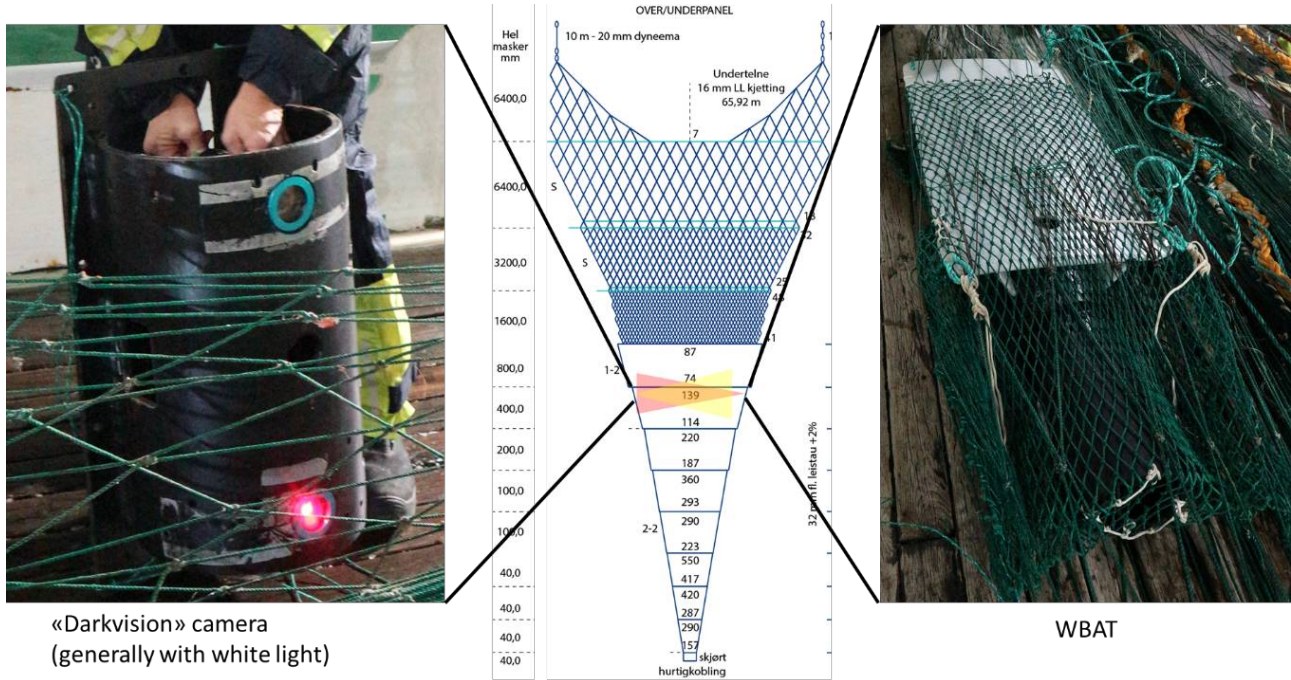 OVER/UNDERPANEL
Hel
masker
mm
10 m - 20 mm dyneema
1
Undertelne
16 mm LL kjetting
65,92 m
6400,0
7
6400,0
S
18
32
3200,0
S
25
45
1600,0
41
87
800,0
1-2
74
139
400,0
114
220
200,0
187
360
100,0
293
290
100,0
2-2
223
550
40,0
417
420
40,0
287
290
40,0
157
40,0
skjørt
hurtigkobling
32 mm fl. leistau +2%
«Darkvision» camera
(generally with white light)
WBAT